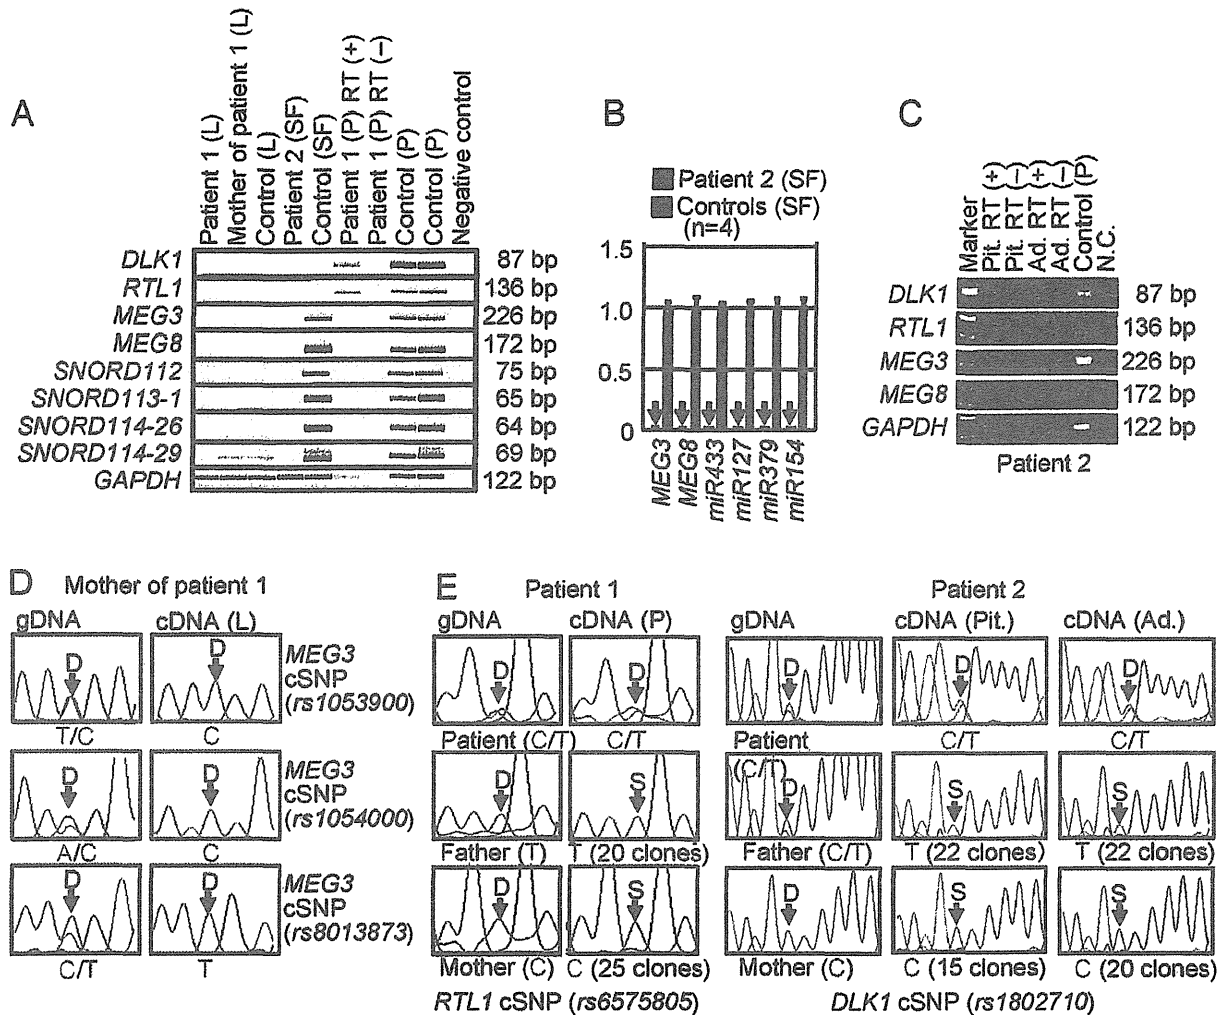 A
Patient 1 (L)
Mother of patient 1 (L)
Control (L)
Patient 2 (SF)
Control (SF)
Patient 1 (P) RT (+)
Patient 1 (P) RT (−)
Control (P)
Control (P)
Negative control
DLK1 87 bp
RTL1 136 bp
MEG3 226 bp
MEG8 172 bp
SNORD112 75 bp
SNORD113-1 65 bp
SNORD114-26 64 bp
SNORD114-29 69 bp
GAPDH 122 bp
B
Patient 2 (SF)
Controls (SF)
(n=4)
1.5
1.0
0.5
0
MEG3
MEG8
miR433
miR127
miR379
miR154
C
Marker
Pit. RT (+)
Pit. RT (−)
Ad. RT (+)
Ad. RT (−)
Control (P)
N.C.
DLK1 87 bp
RTL1 136 bp
MEG3 226 bp
MEG8 172 bp
GAPDH 122 bp
Patient 2
D Mother of patient 1
gDNA cDNA (L)
D D
MEG3
cSNP
(rs1053900)
T/C C
D D
MEG3
cSNP
(rs1054000)
A/C C
D D
MEG3
cSNP
(rs8013873)
C/T T
E Patient 1 Patient 2
gDNA cDNA (P) gDNA cDNA (Pit.) cDNA (Ad.)
D D D D D
Patient (C/T) C/T Patient (C/T) C/T C/T
D S D S S
Father (T) T (20 clones) Father (C/T) T (22 clones) T (22 clones)
D S D S S
Mother (C) C (25 clones) Mother (C) C (15 clones) C (20 clones)
RTL1 cSNP (rs6575805) DLK1 cSNP (rs1802710)